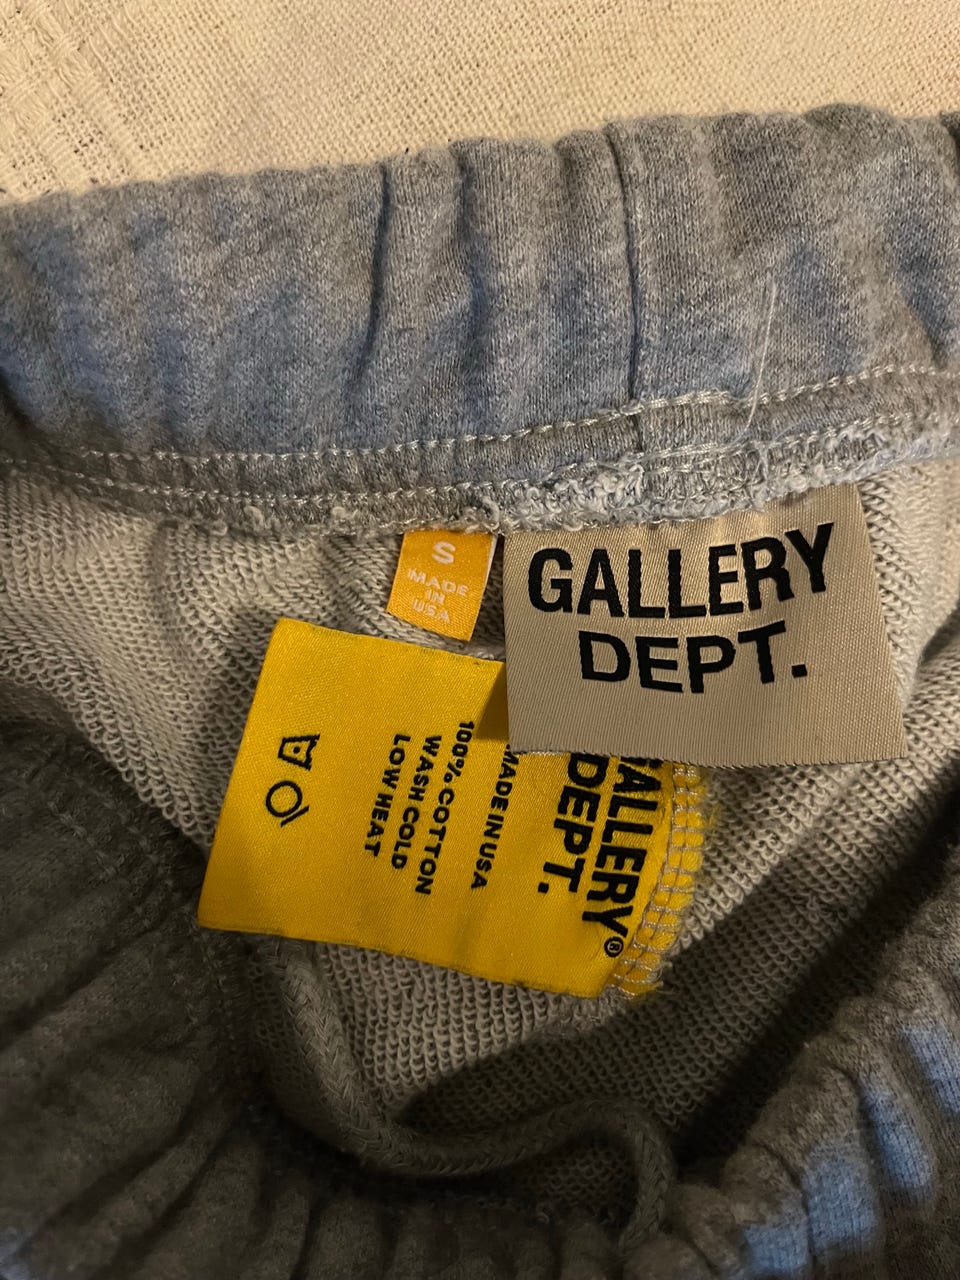 S
MADE
IN
USA
GALLERY
DEPT.
GALLERY
DEPT.®
MADE IN USA
100% COTTON
WASH COLD
LOW HEAT